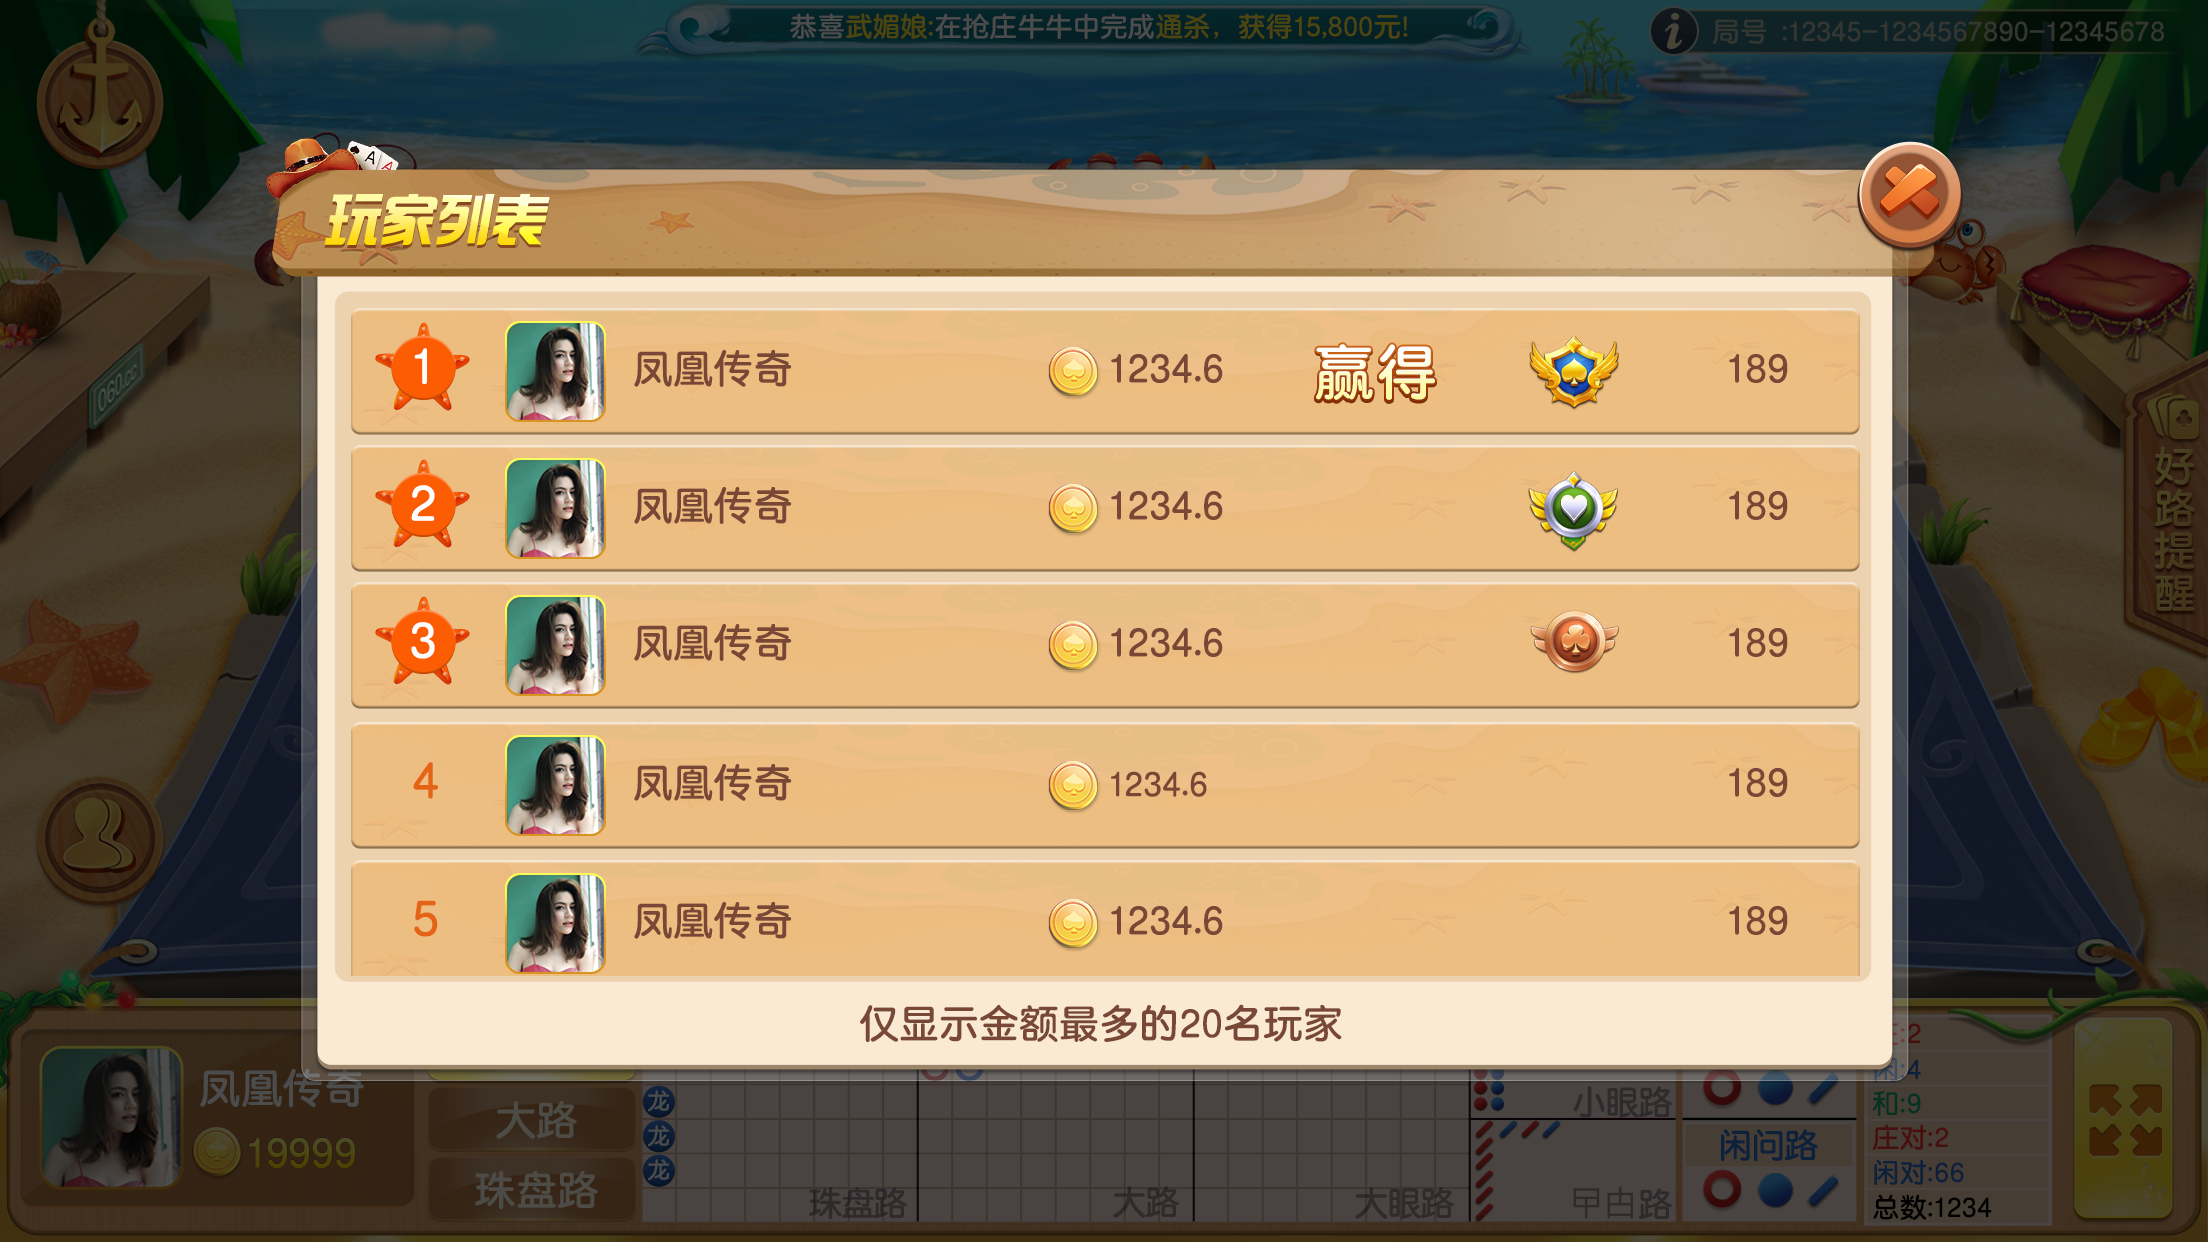 恭喜武媚娘:在抢庄牛牛中完成通杀，获得15,800元!
局号 :12345-1234567890-12345678
A A
玩家列表
1 凤凰传奇 1234.6 赢得 189
2 凤凰传奇 1234.6 189
3 凤凰传奇 1234.6 189
4 凤凰传奇 1234.6 189
5 凤凰传奇 1234.6 189
仅显示金额最多的20名玩家
060.cc
好路提醒
凤凰传奇
19999
大路
珠盘路
龙
龙
龙
珠盘路
大路
大眼路
小眼路
曱甴路
闲问路
:2
闲:4
和:9
庄对:2
闲对:66
总数:1234